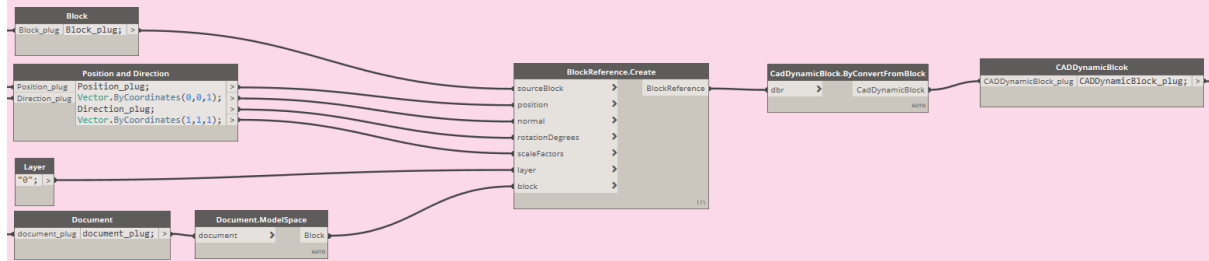 Block
Block_plug Block_plug; >
Position and Direction
Position_plug Position_plug; >
Direction_plug Vector.ByCoordinates(0,0,1); >
Direction_plug; >
Vector.ByCoordinates(1,1,1); >
Layer
"0"; >
Document
document_plug document_plug; >
Document.ModelSpace
document > Block
AUTO
BlockReference.Create
sourceBlock > BlockReference
position >
normal >
rotationDegrees >
scaleFactors >
layer >
block >
CadDynamicBlock.ByConvertFromBlock
dbr > CadDynamicBlock
AUTO
CADDynamicBlcok
CADDynamicBlock_plug CADDynamicBlock_plug; >